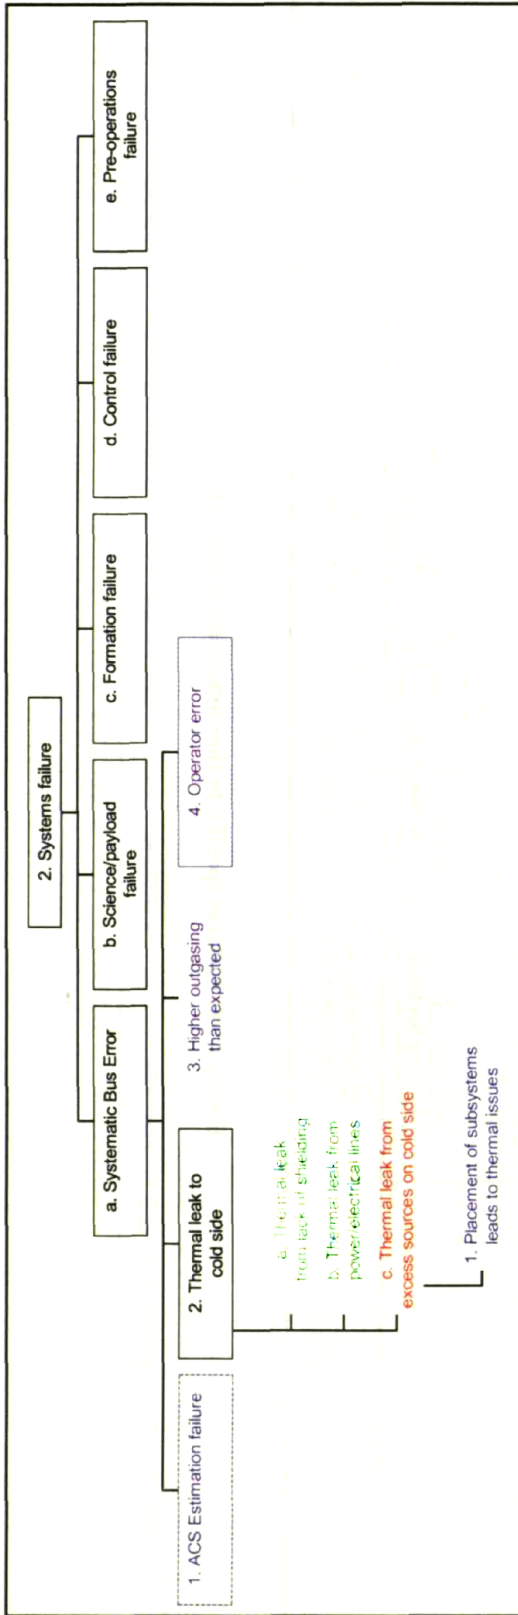 2. Systems failure
a. Systematic Bus Error
b. Science/payload
failure
c. Formation failure
d. Control failure
e. Pre-operations
failure
1. ACS Estimation failure
2. Thermal leak to
cold side
3. Higher outgasing
than expected
4. Operator error
a. Thermal leak
from lack of shielding
b. Thermal leak from
power/electrical lines
c. Thermal leak from
excess sources on cold side
1. Placement of subsystems
leads to thermal issues